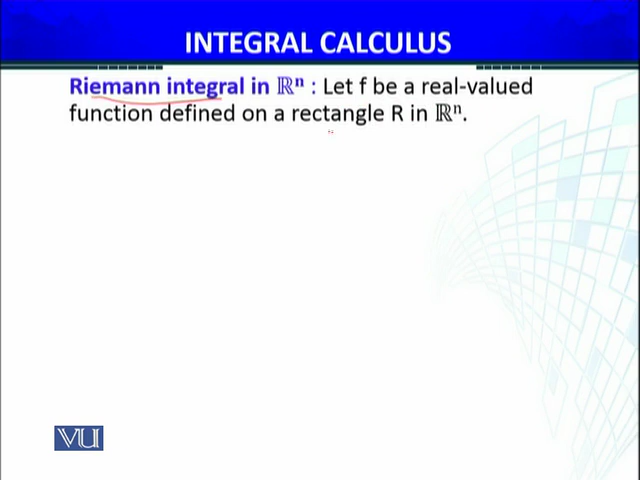 INTEGRAL CALCULUS
Riemann integral in ℝⁿ : Let f be a real-valued
function defined on a rectangle R in ℝⁿ.
VU